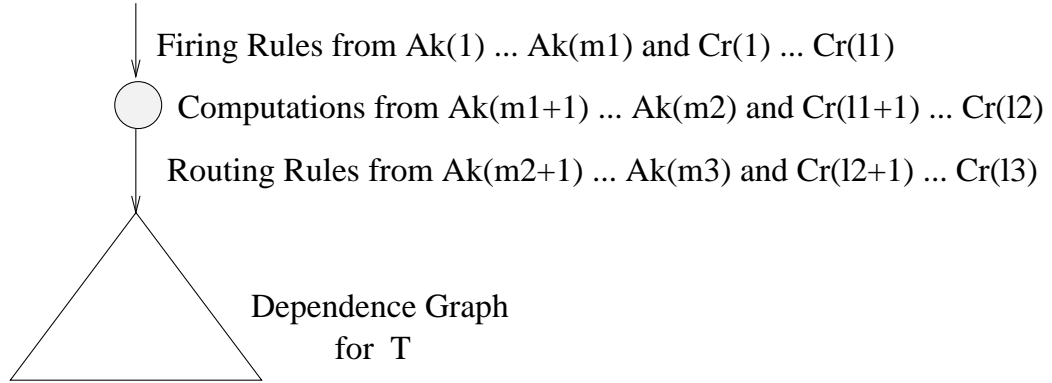 Firing Rules from Ak(1) ... Ak(m1) and Cr(1) ... Cr(l1)
Computations from Ak(m1+1) ... Ak(m2) and Cr(l1+1) ... Cr(l2)
Routing Rules from Ak(m2+1) ... Ak(m3) and Cr(l2+1) ... Cr(l3)
Dependence Graph
for T